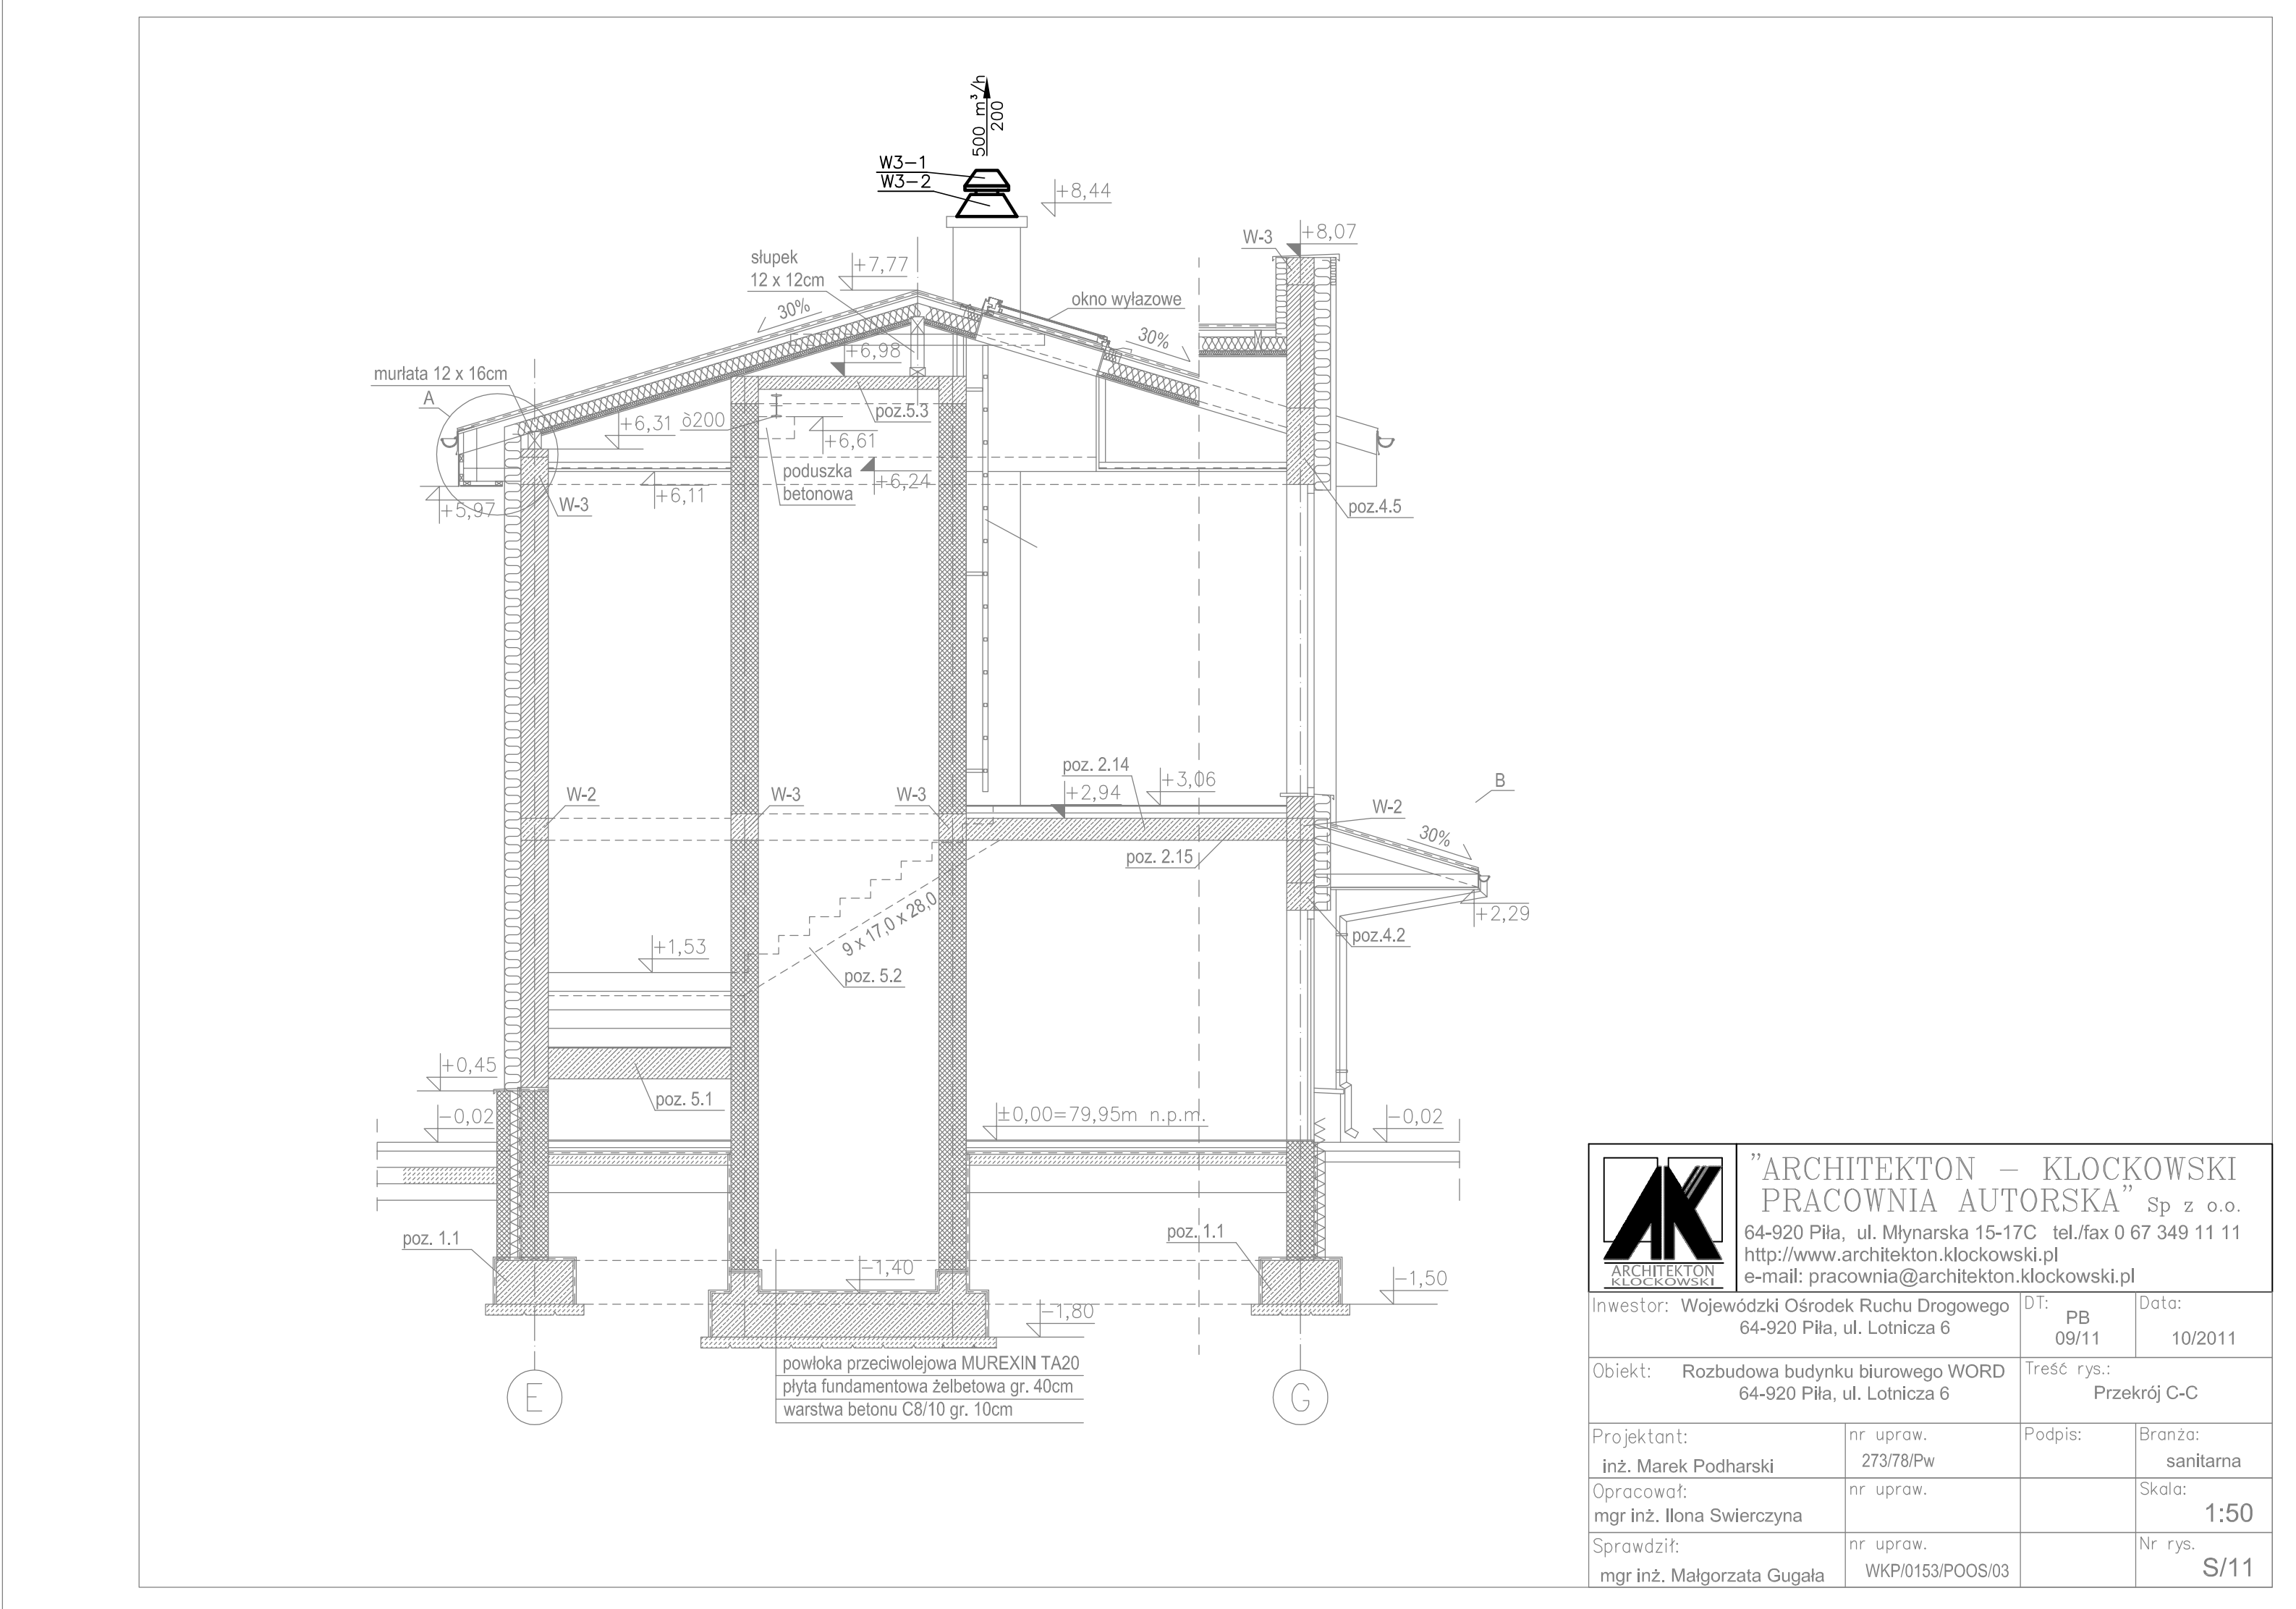 500 m³/h
200
W3-1
W3-2
+8,44
W-3
+8,07
słupek
12 x 12cm
+7,77
30%
okno wyłazowe
30%
+6,98
murłata 12 x 16cm
A
poz.5.3
+6,31
ò200
+6,61
poduszka
betonowa
+6,24
+6,11
+5,97
W-3
poz.4.5
poz. 2.14
+3,06
+2,94
B
W-2
W-3
W-3
W-2
30%
poz. 2.15
+2,29
9 x 17,0 x 28,0
poz.4.2
+1,53
poz. 5.2
+0,45
poz. 5.1
-0,02
±0,00=79,95m n.p.m.
-0,02
poz. 1.1
poz. 1.1
-1,40
-1,50
-1,80
powłoka przeciwolejowa MUREXIN TA20
płyta fundamentowa żelbetowa gr. 40cm
warstwa betonu C8/10 gr. 10cm
E
G
ARCHITEKTON
KLOCKOWSKI
"ARCHITEKTON - KLOCKOWSKI
PRACOWNIA AUTORSKA" Sp z o.o.
64-920 Piła, ul. Młynarska 15-17C tel./fax 0 67 349 11 11
http://www.architekton.klockowski.pl
e-mail: pracownia@architekton.klockowski.pl
Inwestor: Wojewódzki Ośrodek Ruchu Drogowego
64-920 Piła, ul. Lotnicza 6
DT:
PB
09/11
Data:
10/2011
Obiekt: Rozbudowa budynku biurowego WORD
64-920 Piła, ul. Lotnicza 6
Treść rys.:
Przekrój C-C
Projektant:
inż. Marek Podharski
nr upraw.
273/78/Pw
Podpis:
Branża:
sanitarna
Opracował:
mgr inż. Ilona Swierczyna
nr upraw.
Skala:
1:50
Sprawdził:
mgr inż. Małgorzata Gugała
nr upraw.
WKP/0153/POOS/03
Nr rys.
S/11